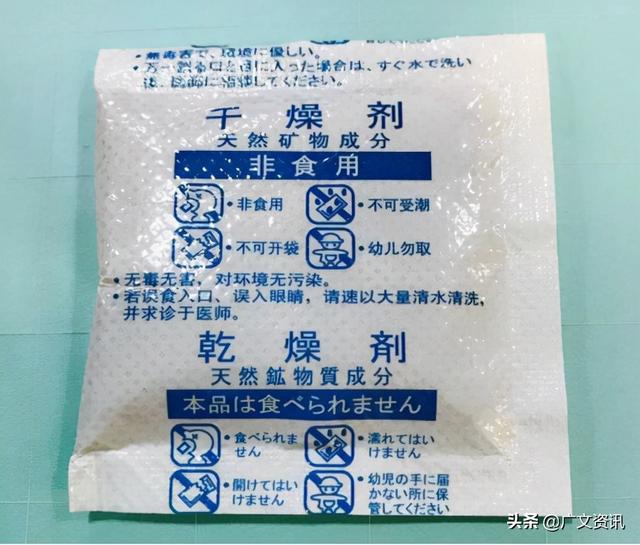 ・無毒害で、環境に優しい。
・万一誤る口と目に入った場合は、すぐ水で洗い
後、医師に相談してください。
干燥剂
天然矿物成分
非食用
・非食用
・不可受潮
・不可开袋
・幼儿勿取
・无毒无害，对环境无污染。
・若误食入口、误入眼睛，请速以大量清水清洗，
并求诊于医师。
乾燥剤
天然鉱物質成分
本品は食べられません
・食べられま
せん
・濡れてはい
けません
・開けてはい
けません
・幼児の手に届
かない所に保
管してください
头条 @广文资讯